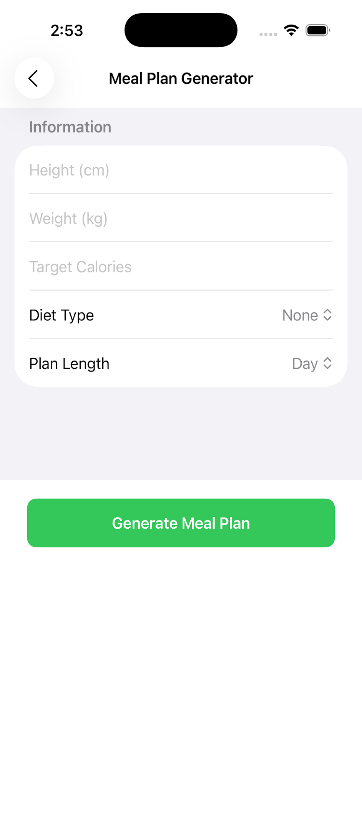 2:53
Meal Plan Generator
Information
Height (cm)
Weight (kg)
Target Calories
Diet Type None
Plan Length Day
Generate Meal Plan